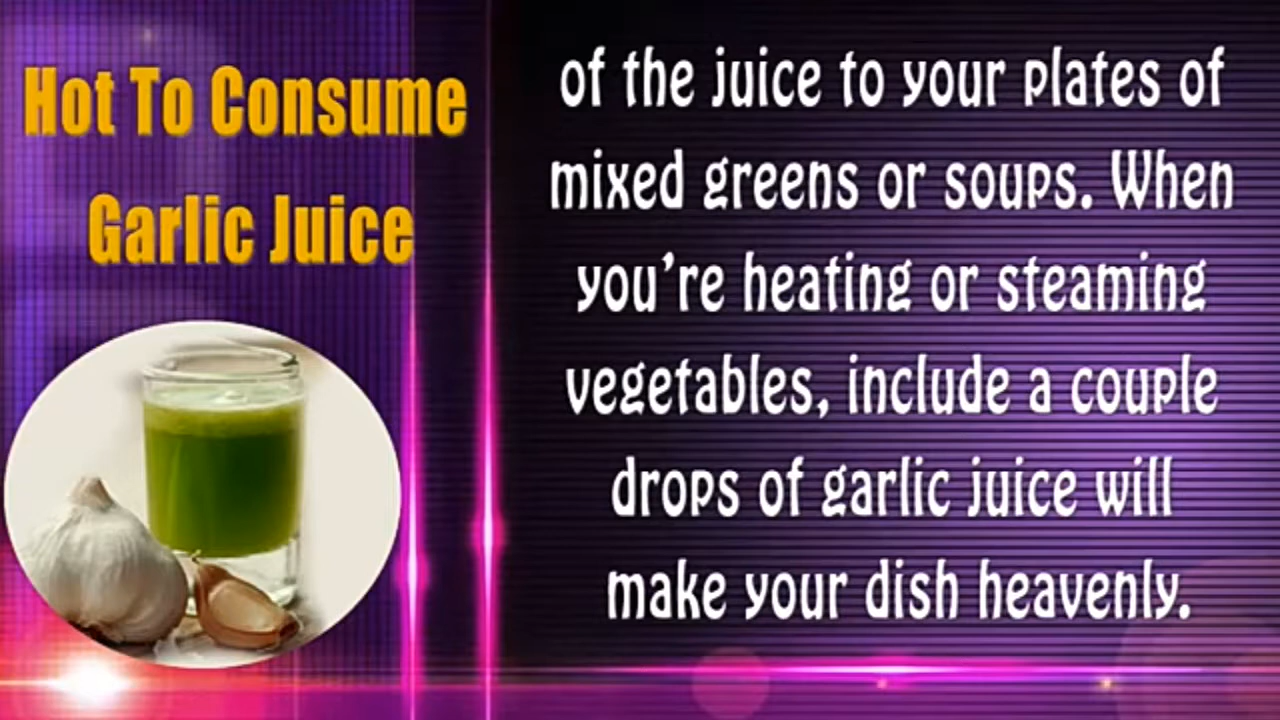 Hot To Consume
Garlic Juice
of the juice to your plates of
mixed greens or soups. When
you're heating or steaming
vegetables, include a couple
drops of garlic juice will
make your dish heavenly.